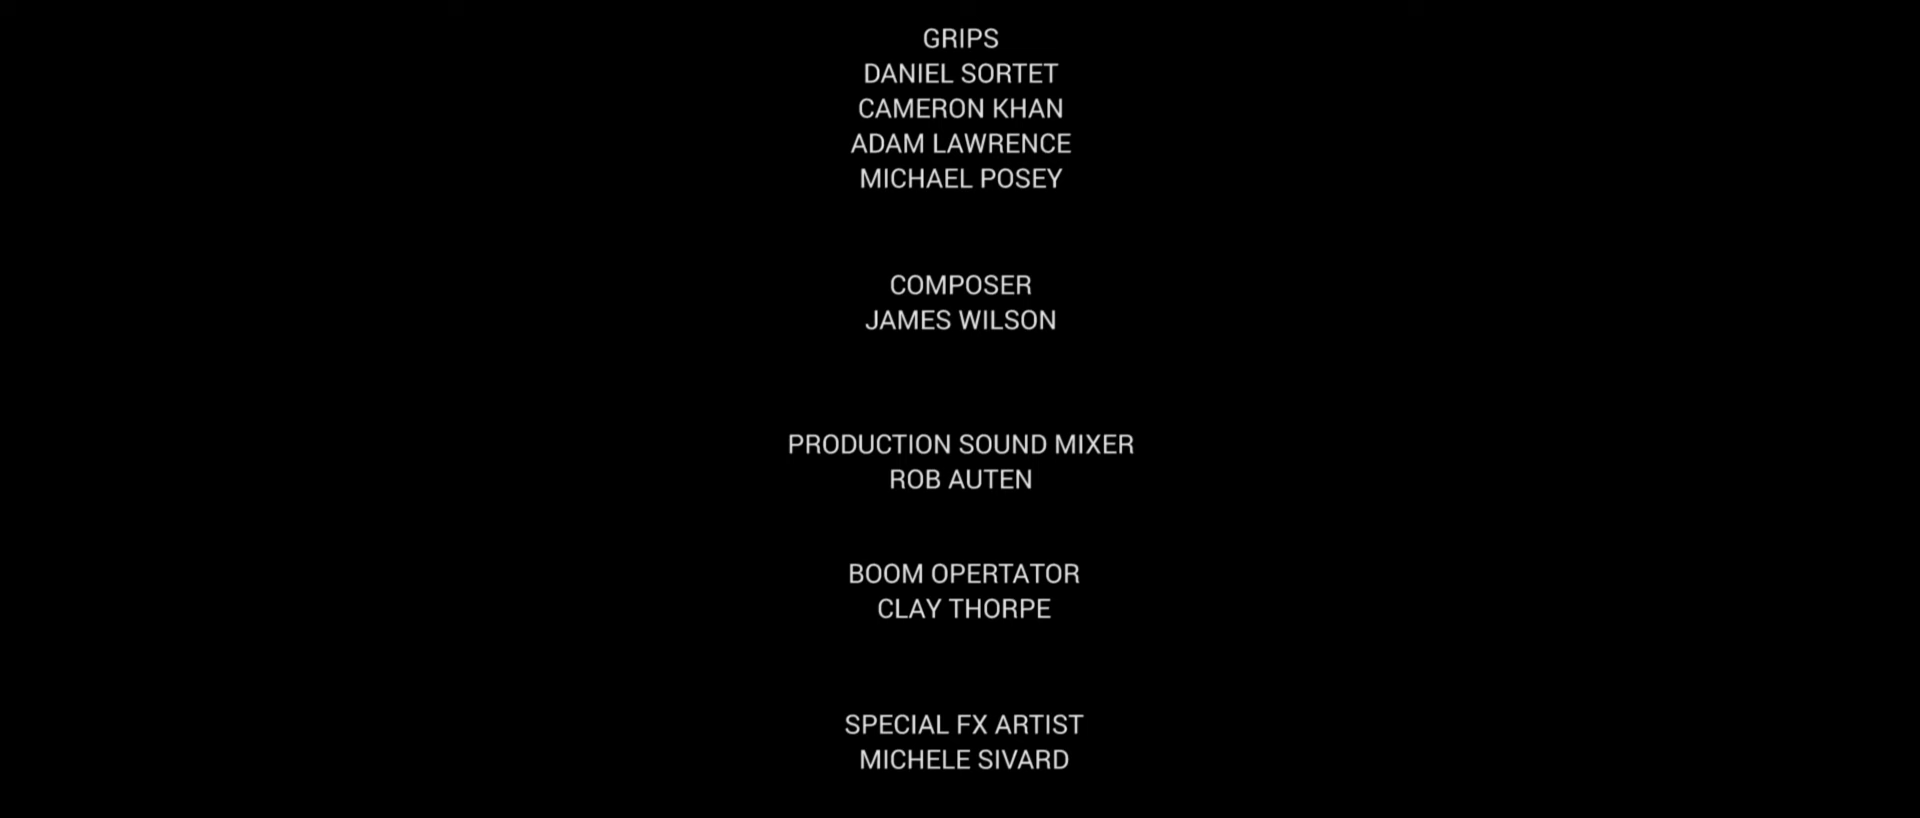 GRIPS
DANIEL SORTET
CAMERON KHAN
ADAM LAWRENCE
MICHAEL POSEY
COMPOSER
JAMES WILSON
PRODUCTION SOUND MIXER
ROB AUTEN
BOOM OPERTATOR
CLAY THORPE
SPECIAL FX ARTIST
MICHELE SIVARD